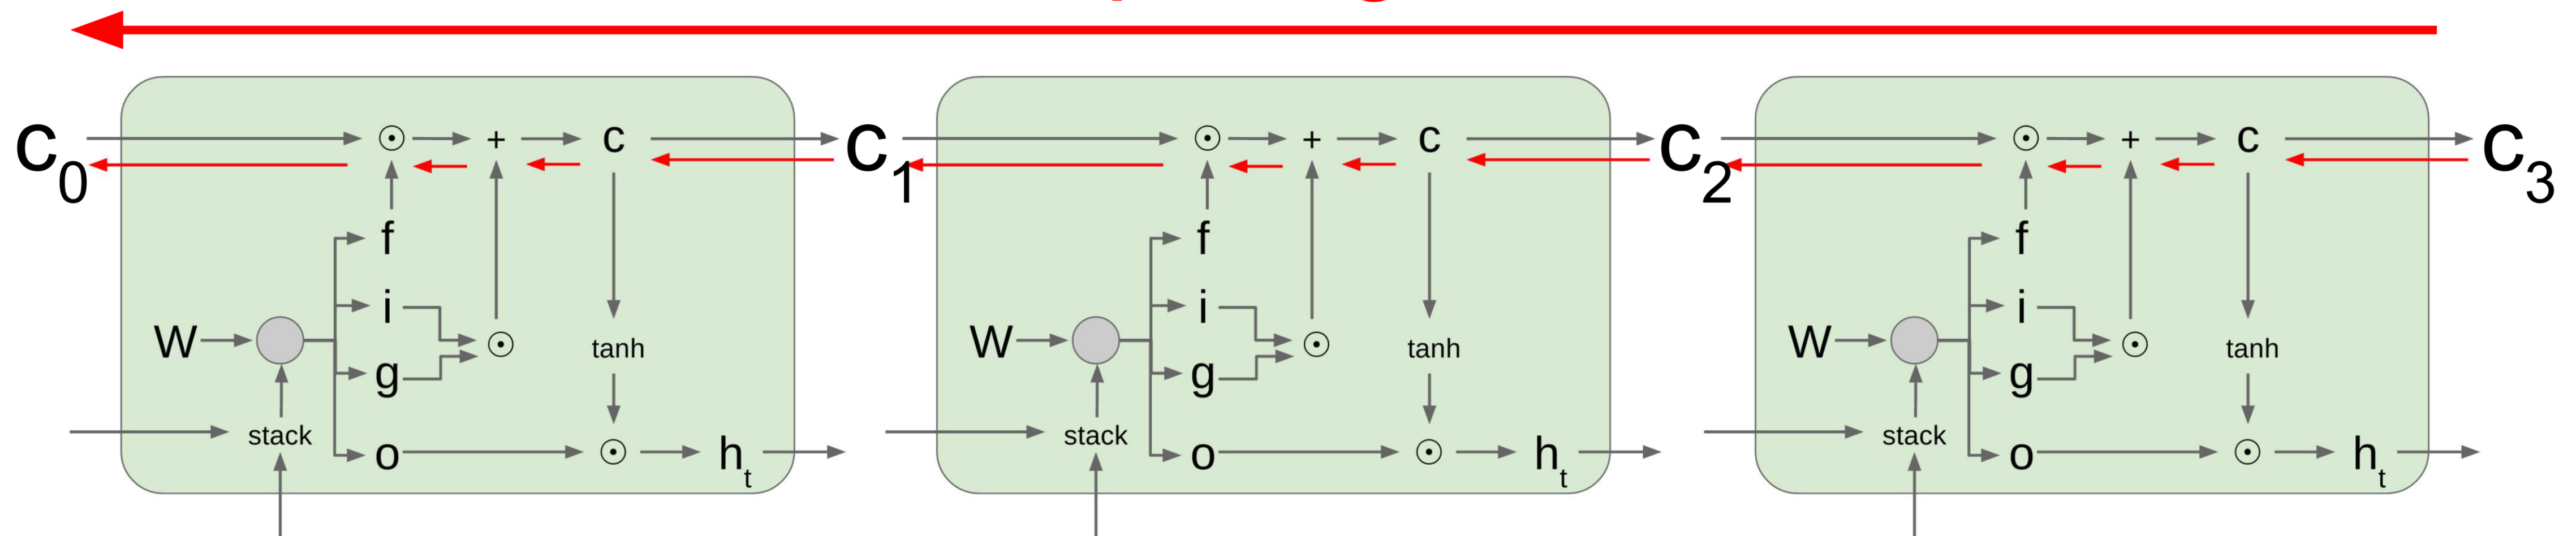 c0 ⊙ + c c1 ⊙ + c c2 ⊙ + c c3
f f f
i i i
W ⊙ tanh W ⊙ tanh W ⊙ tanh
g g g
stack stack stack
o ⊙ ht o ⊙ ht o ⊙ ht